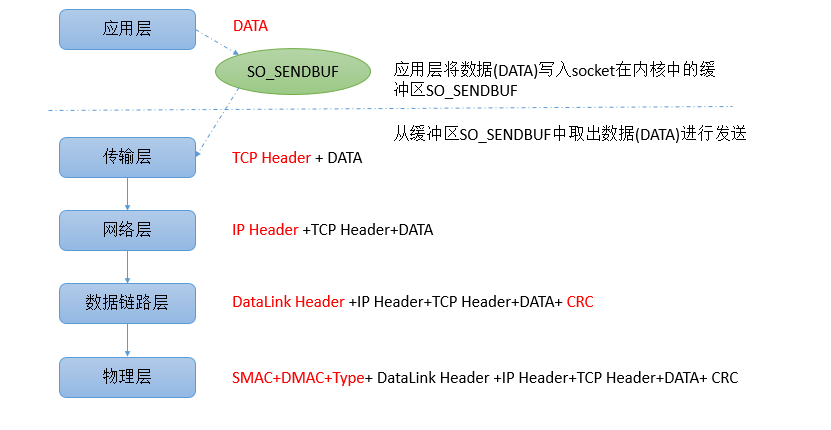 应用层
DATA
SO_SENDBUF
应用层将数据(DATA)写入socket在内核中的缓
冲区SO_SENDBUF
从缓冲区SO_SENDBUF中取出数据(DATA)进行发送
传输层
TCP Header + DATA
网络层
IP Header +TCP Header+DATA
数据链路层
DataLink Header +IP Header+TCP Header+DATA+ CRC
物理层
SMAC+DMAC+Type+ DataLink Header +IP Header+TCP Header+DATA+ CRC